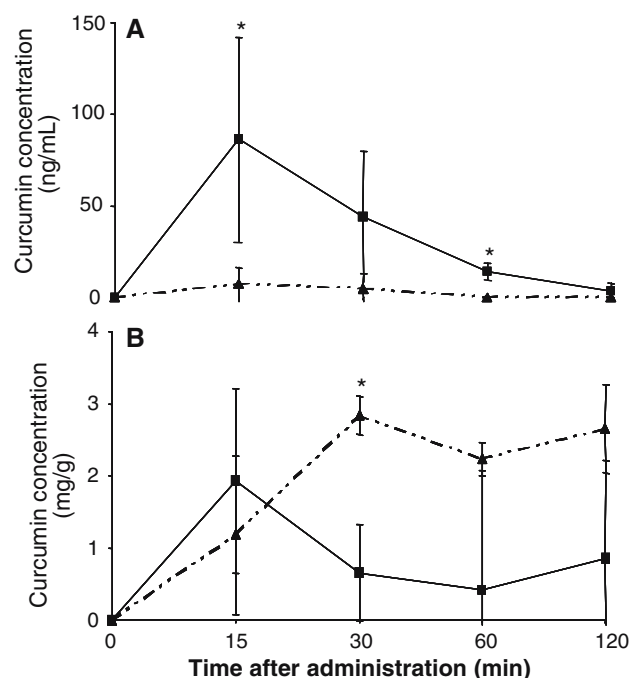 A
Curcumin concentration
(ng/mL)
150
*
100
50
*
0
B
Curcumin concentration
(mg/g)
4
*
3
2
1
0
0 15 30 60 120
Time after administration (min)